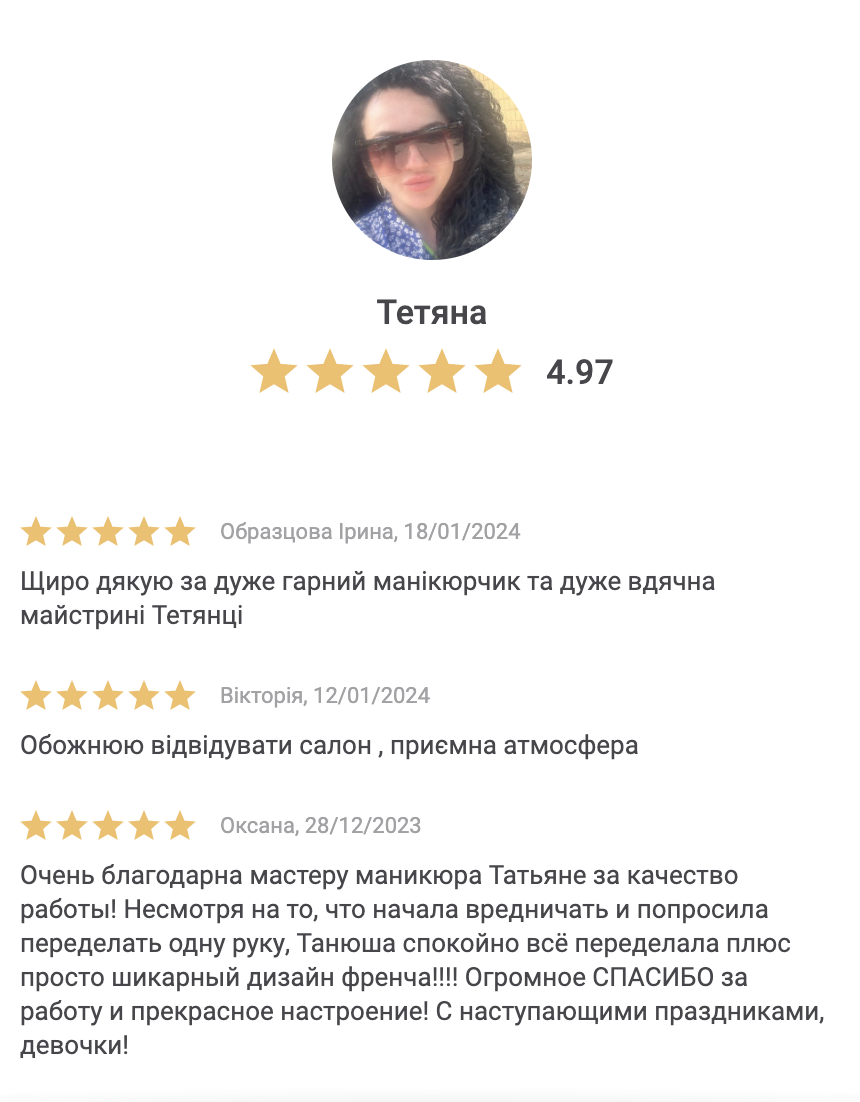 Тетяна
4.97
Образцова Ірина, 18/01/2024
Щиро дякую за дуже гарний манікюрчик та дуже вдячна
майстрині Тетянці
Вікторія, 12/01/2024
Обожнюю відвідувати салон , приємна атмосфера
Оксана, 28/12/2023
Очень благодарна мастеру маникюра Татьяне за качество
работы! Несмотря на то, что начала вредничать и попросила
переделать одну руку, Танюша спокойно всё переделала плюс
просто шикарный дизайн френча!!!! Огромное СПАСИБО за
работу и прекрасное настроение! С наступающими праздниками,
девочки!